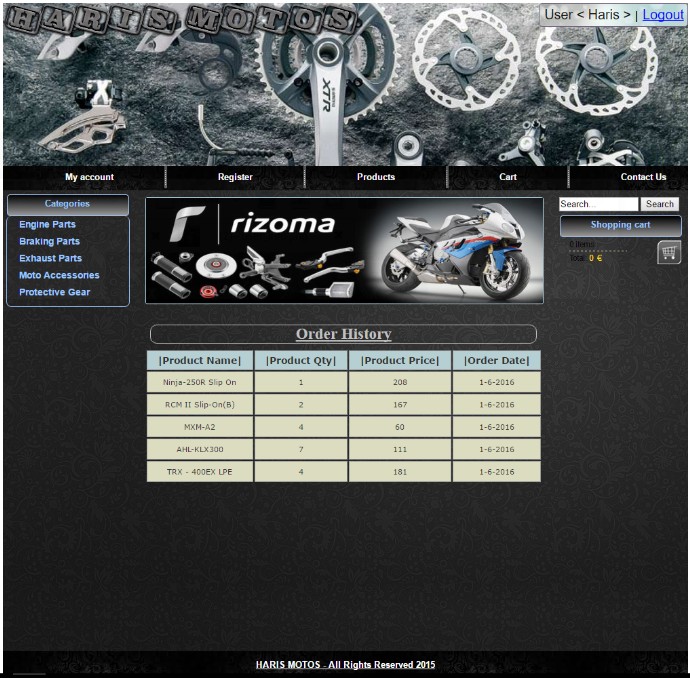 HARIS MOTOS
User < Haris > | Logout
XTR
My account Register Products Cart Contact Us
Categories
Engine Parts
Braking Parts
Exhaust Parts
Moto Accessories
Protective Gear
rizoma
Search... Search
Shopping cart
0 items
Total: 0 €
Order History
|Product Name| |Product Qty| |Product Price| |Order Date|
Ninja-250R Slip On 1 208 1-6-2016
RCM II Slip-On(B) 2 167 1-6-2016
MXM-A2 4 60 1-6-2016
AHL-KLX300 7 111 1-6-2016
TRX - 400EX LPE 4 181 1-6-2016
HARIS MOTOS - All Rights Reserved 2015